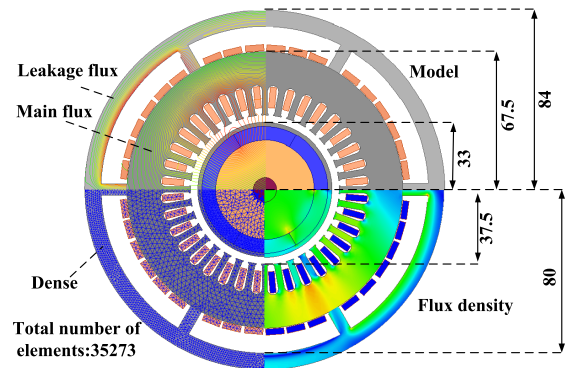 Leakage flux
Main flux
Model
84
67.5
33
37.5
80
Dense
Flux density
Total number of
elements:35273